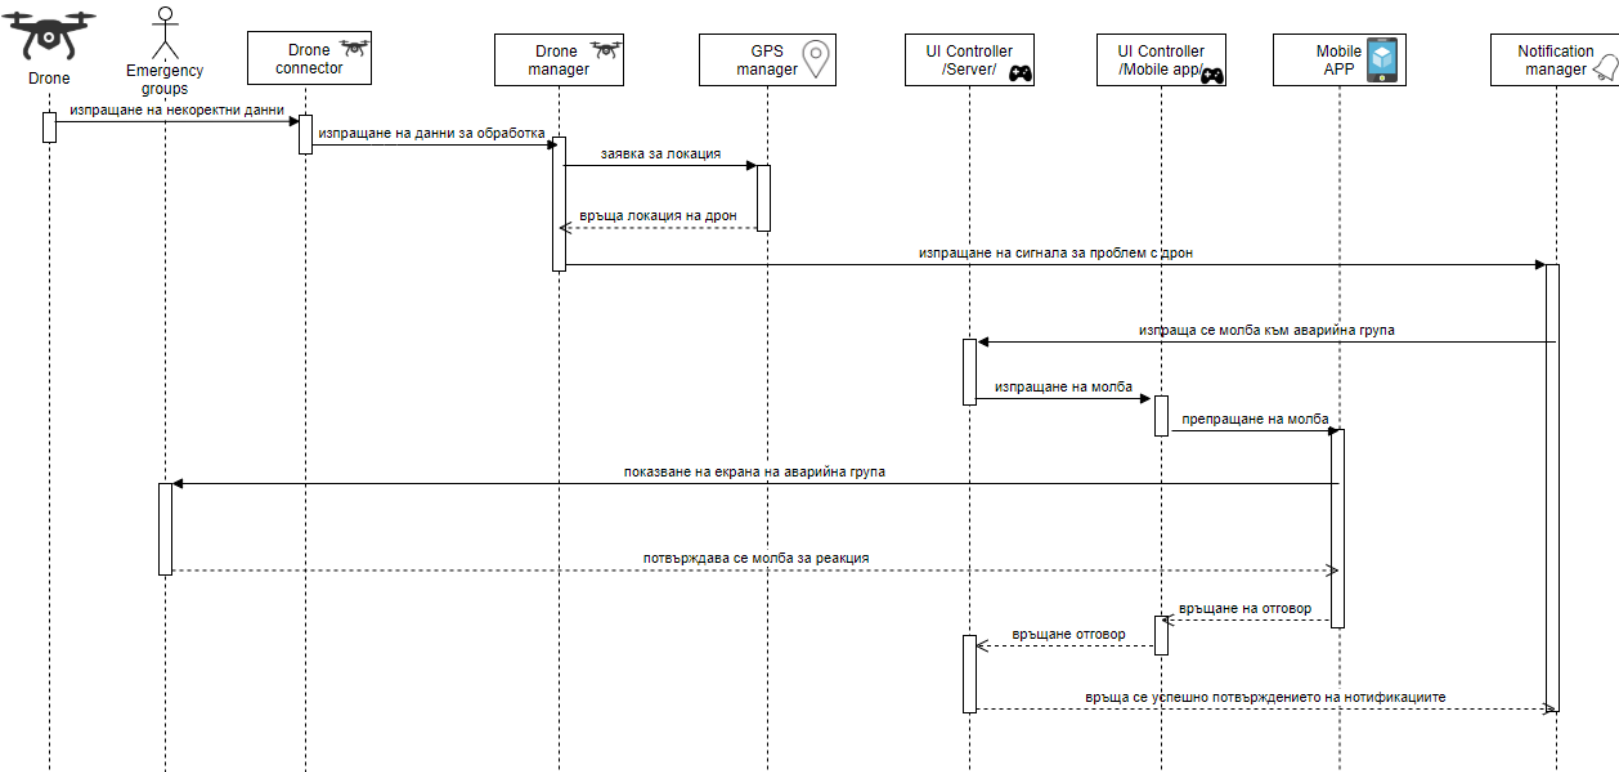 Drone
Emergency
groups
Drone
connector
Drone
manager
GPS
manager
UI Controller
/Server/
UI Controller
/Mobile app/
Mobile
APP
Notification
manager
изпращане на некоректни данни
изпращане на данни за обработка
заявка за локация
връща локация на дрон
изпращане на сигнала за проблем с дрон
изпраща се молба към аварийна група
изпращане на молба
препращане на молба
показване на екрана на аварийна група
потвърждава се молба за реакция
връщане на отговор
връщане отговор
връща се успешно потвърждението на нотификациите